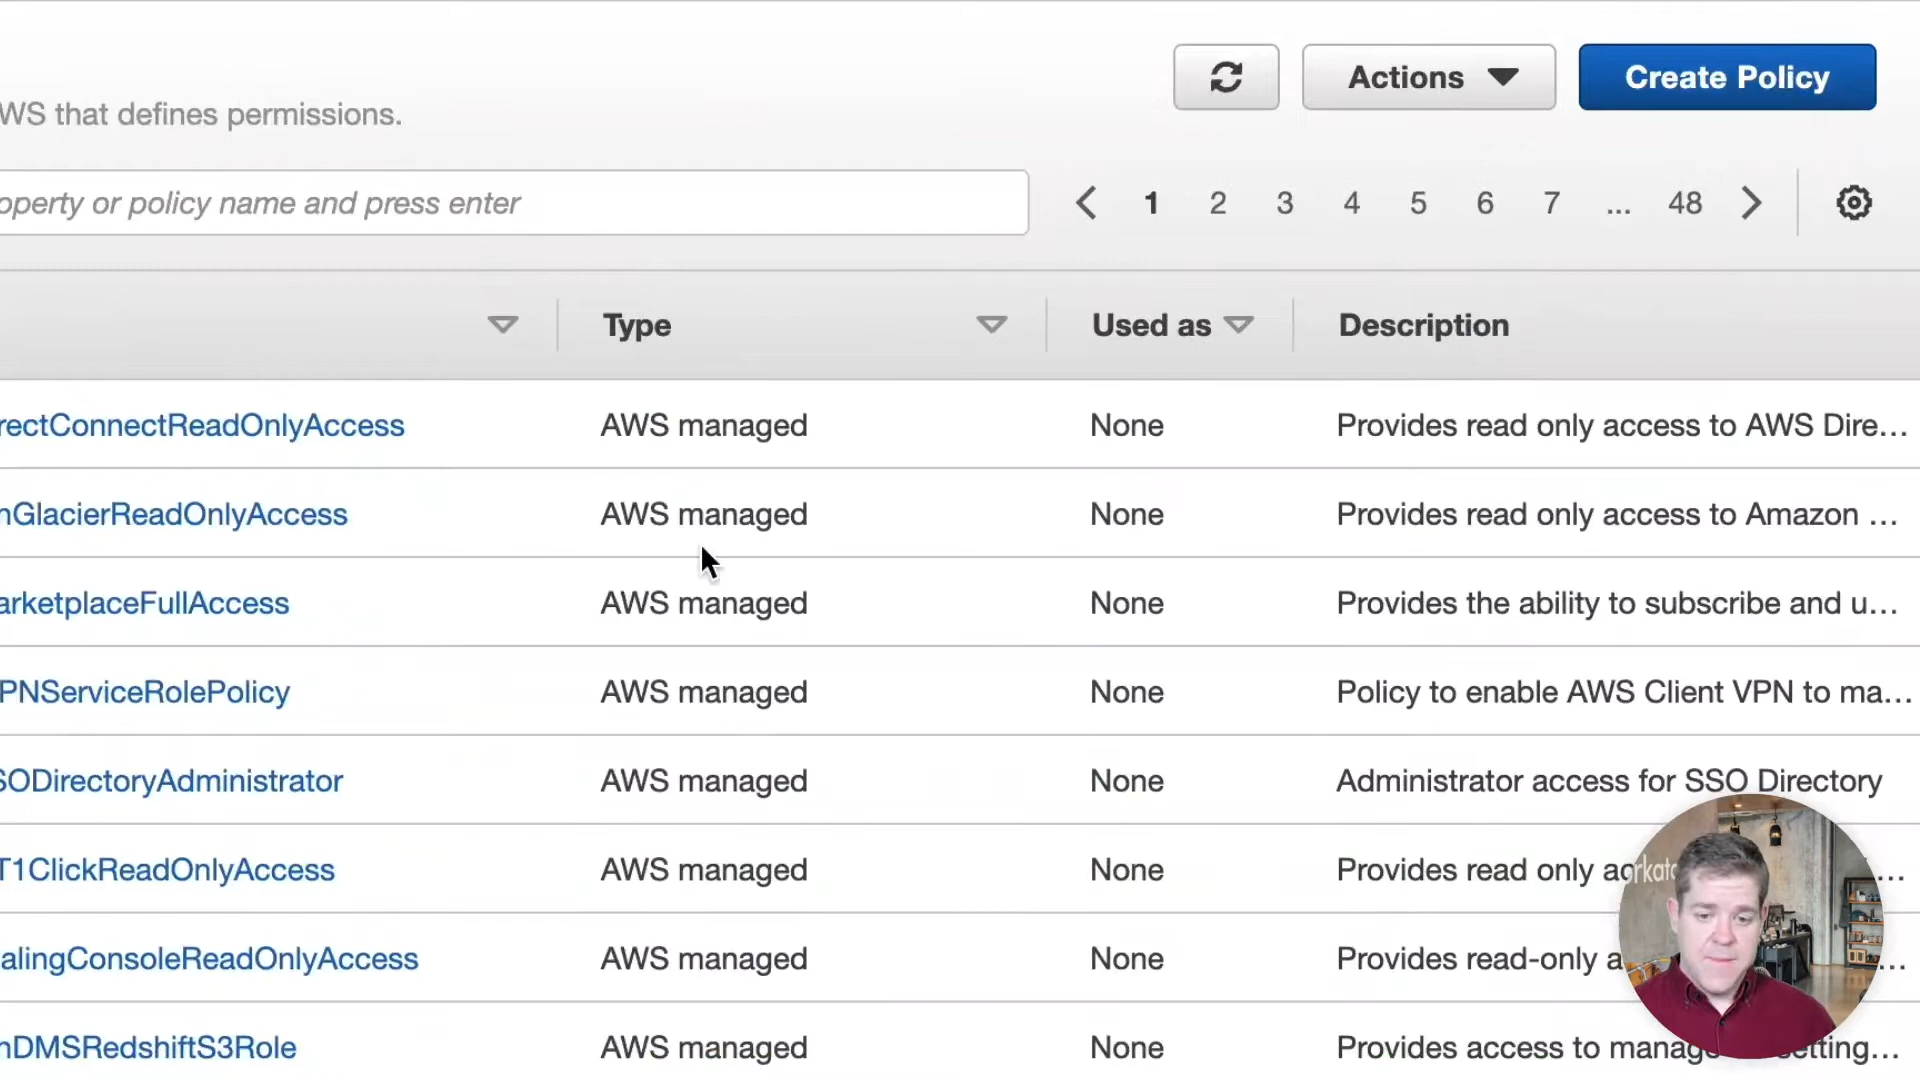 Actions Create Policy
WS that defines permissions.
operty or policy name and press enter 1 2 3 4 5 6 7 ... 48
Type Used as Description
rectConnectReadOnlyAccess AWS managed None Provides read only access to AWS Dire...
nGlacierReadOnlyAccess AWS managed None Provides read only access to Amazon ...
arketplaceFullAccess AWS managed None Provides the ability to subscribe and u...
PNServiceRolePolicy AWS managed None Policy to enable AWS Client VPN to ma...
SODirectoryAdministrator AWS managed None Administrator access for SSO Directory
T1ClickReadOnlyAccess AWS managed None Provides read only ac ...
rkato
alingConsoleReadOnlyAccess AWS managed None Provides read-only a ...
nDMSRedshiftS3Role AWS managed None Provides access to manag etting...